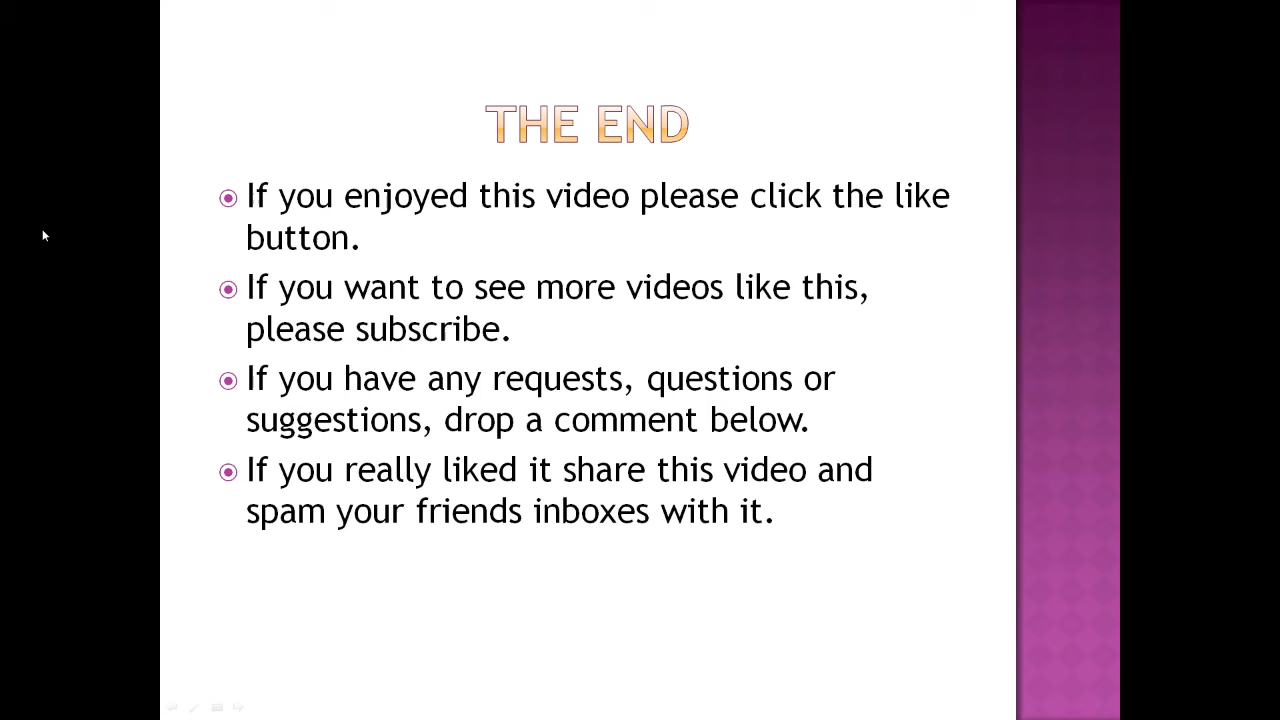 THE END
If you enjoyed this video please click the like
button.
If you want to see more videos like this,
please subscribe.
If you have any requests, questions or
suggestions, drop a comment below.
If you really liked it share this video and
spam your friends inboxes with it.